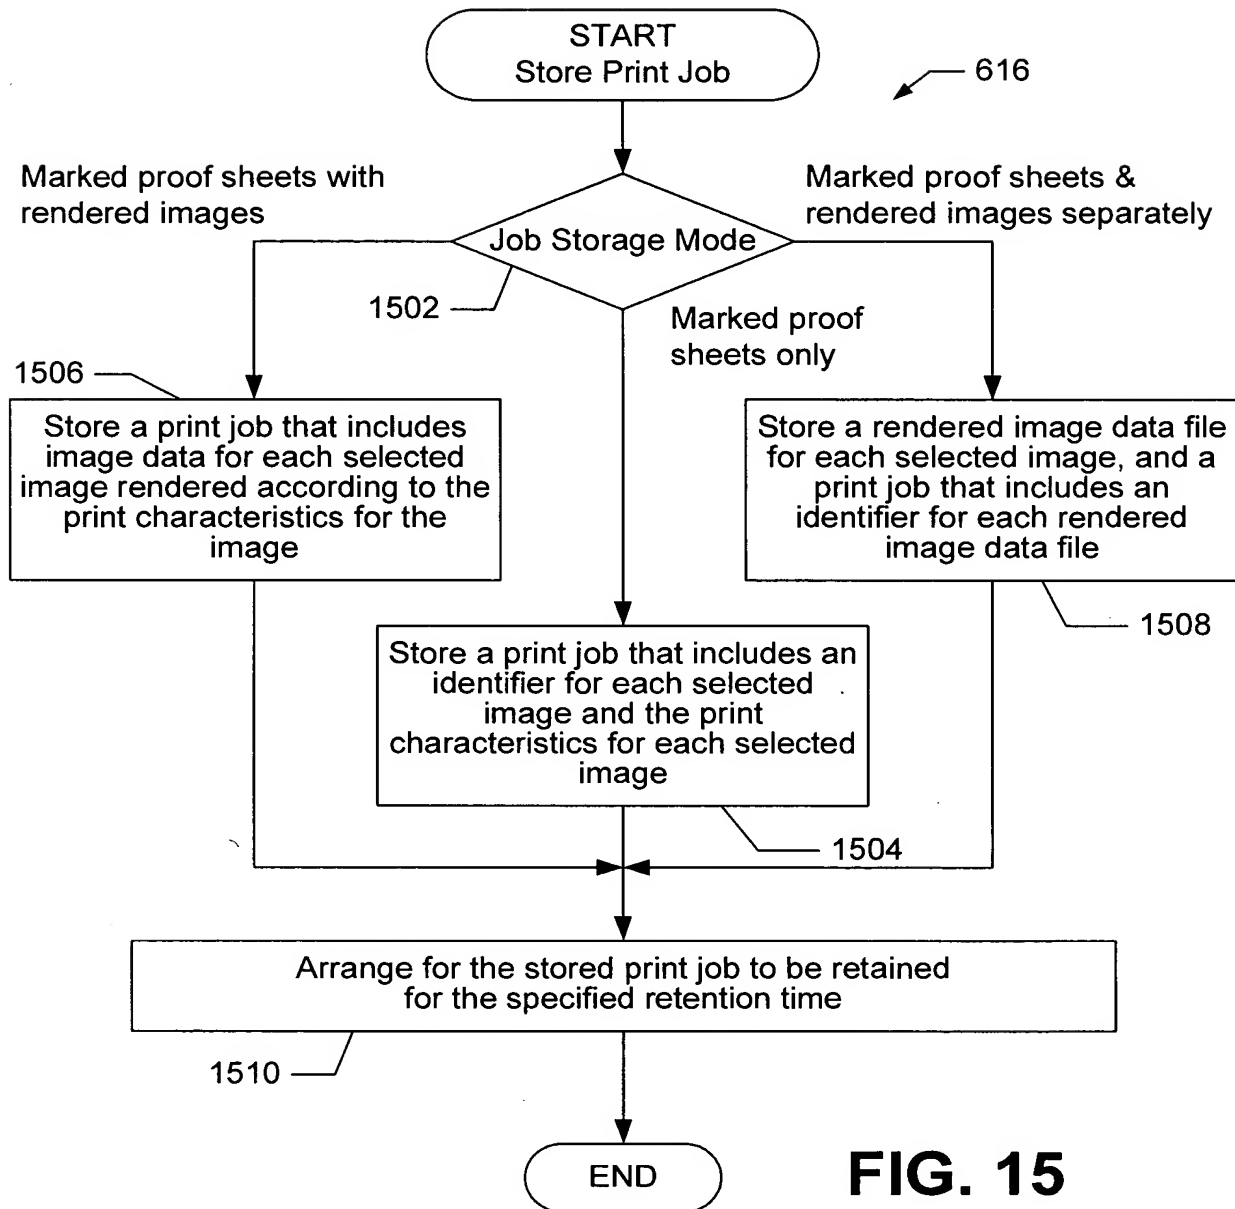 START
Store Print Job
616
Marked proof sheets with
rendered images
Marked proof sheets &
rendered images separately
Job Storage Mode
1502
Marked proof
sheets only
1506
Store a print job that includes
image data for each selected
image rendered according to the
print characteristics for the
image
Store a rendered image data file
for each selected image, and a
print job that includes an
identifier for each rendered
image data file
1508
Store a print job that includes an
identifier for each selected
image and the print
characteristics for each selected
image
1504
Arrange for the stored print job to be retained
for the specified retention time
1510
END
FIG. 15